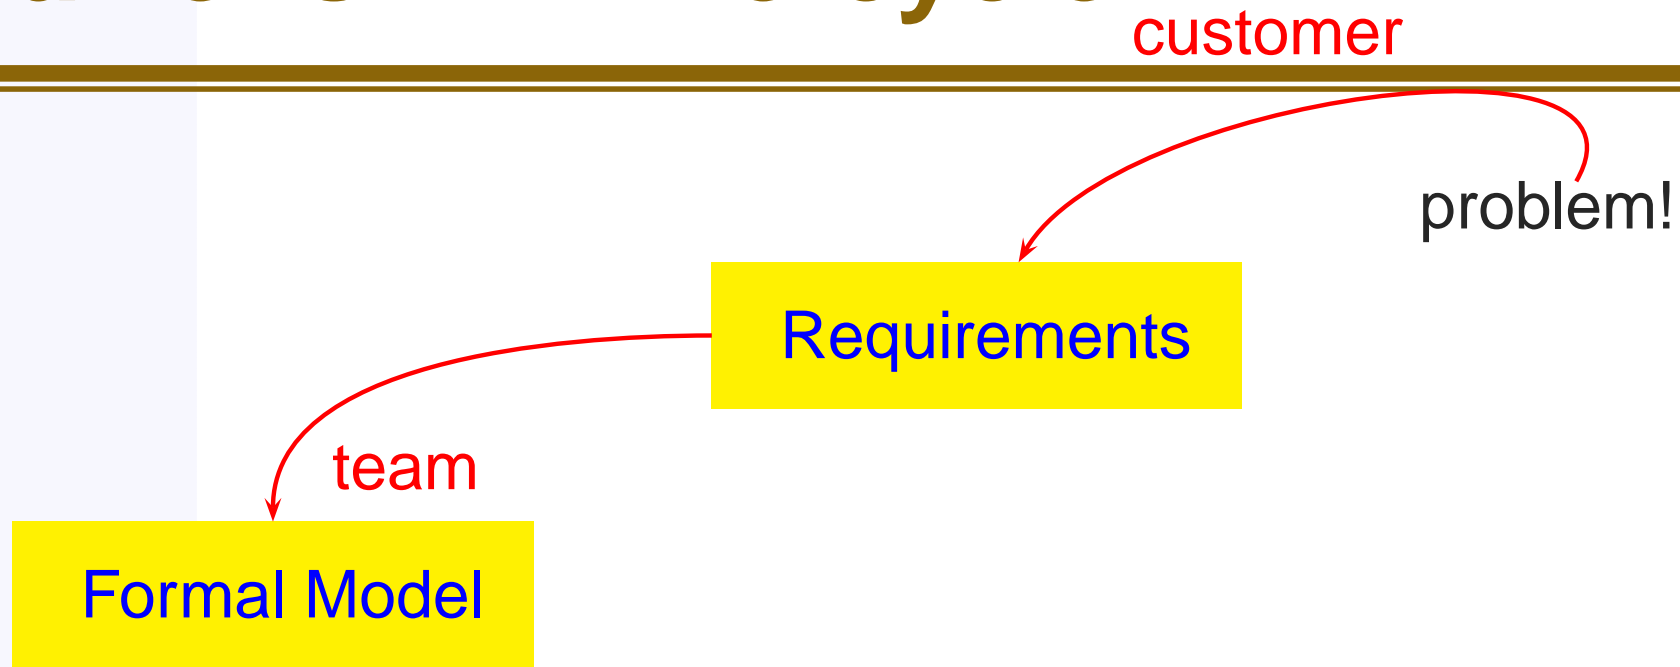 customer
problem!
Requirements
team
Formal Model